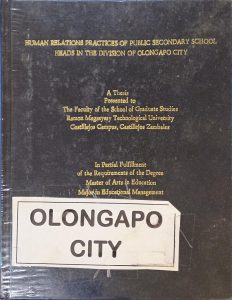 HUMAN RELATIONS PRACTICES OF PUBLIC SECONDARY SCHOOL
HEADS IN THE DIVISION OF OLONGAPO CITY
A Thesis
Presented to
The Faculty of the School of Graduate Studies
Ramon Magsaysay Technological University
Castillejos Campus, Castillejos Zambales
In Partial Fulfillment
of the Requirements of the Degree
Master of Arts in Education
Major in Educational Management
OLONGAPO
CITY